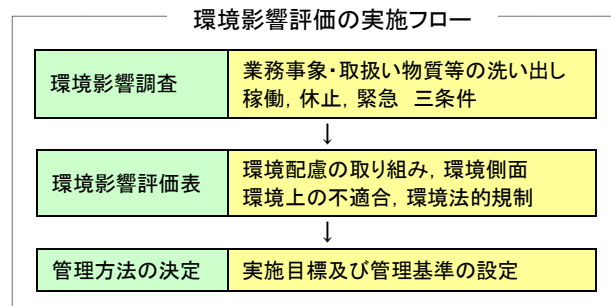 環境影響評価の実施フロー
環境影響調査
業務事象・取扱い物質等の洗い出し
稼働，休止，緊急　三条件
↓
環境影響評価表
環境配慮の取り組み，環境側面
環境上の不適合，環境法的規制
↓
管理方法の決定
実施目標及び管理基準の設定